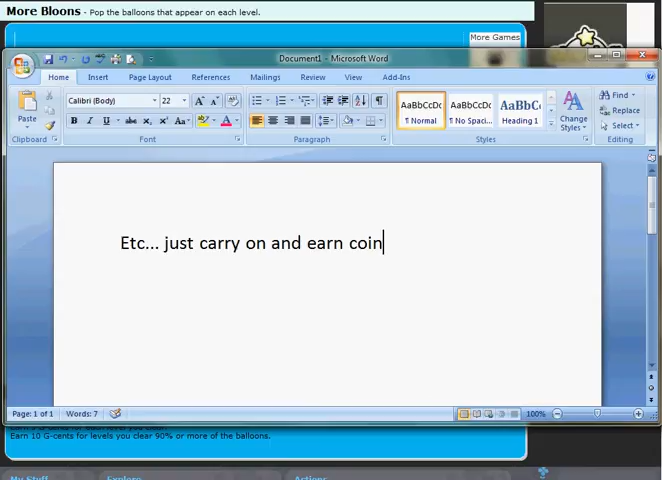 More Bloons - Pop the balloons that appear on each level.
More Games
Document1 - Microsoft Word
Home Insert Page Layout References Mailings Review View Add-Ins
Paste
Clipboard
Calibri (Body) 22
B I U abc x₂ x² Aa
Font
Paragraph
AaBbCcDc AaBbCcDc AaBbC
¶ Normal ¶ No Spaci... Heading 1
Change Styles
Styles
Find
Replace
Select
Editing
Etc... just carry on and earn coin
Page: 1 of 1 Words: 7
100%
Earn 10 G-cents for levels you clear 90% or more of the balloons.
My Stuff Explore Actions